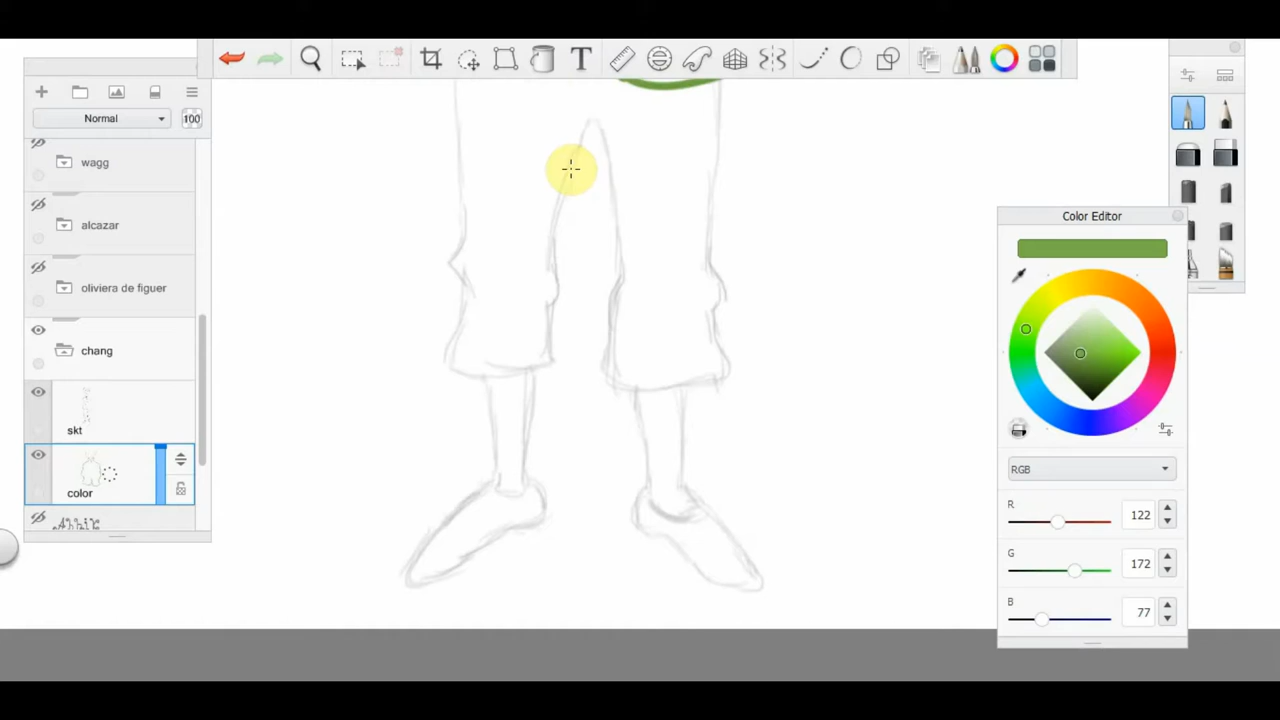 T
Normal
100
wagg
alcazar
oliviera de figuer
chang
skt
color
Color Editor
RGB
R
122
G
172
B
77